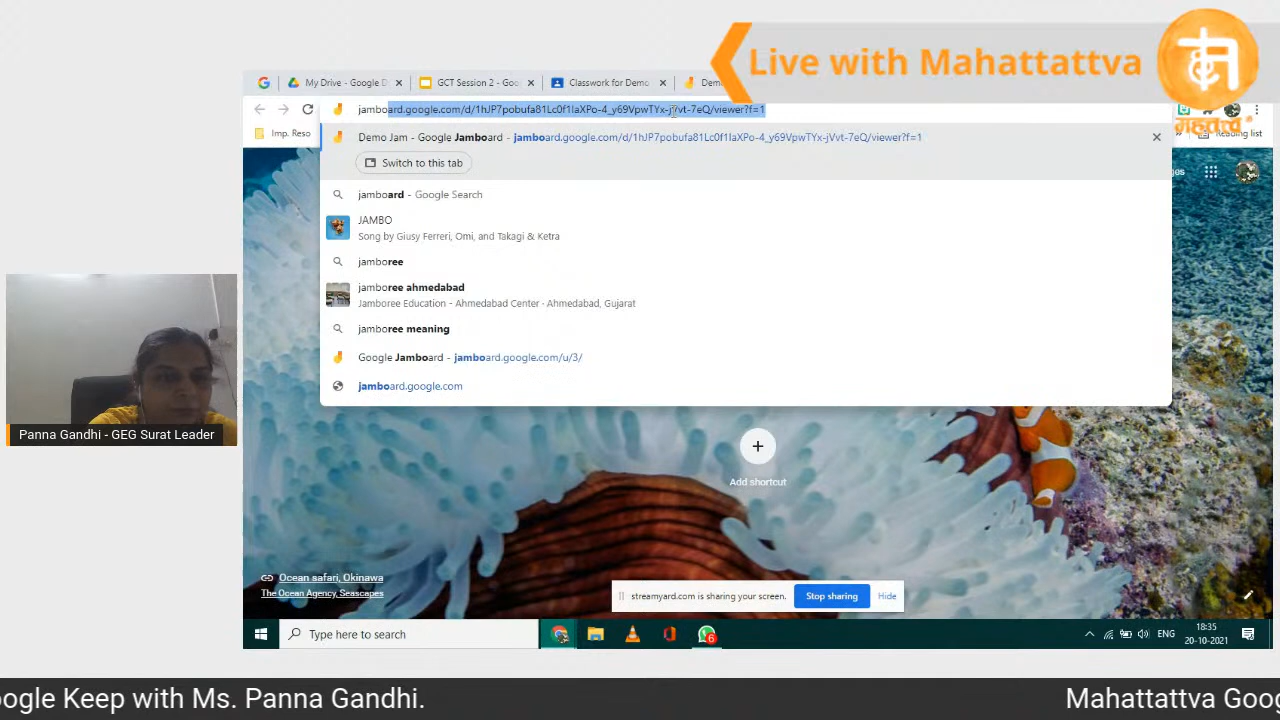 Live with Mahattattva
My Drive - Google D
GCT Session 2 - Goo
Classwork for Demo
jamboard.google.com/d/1hJP7pobufa81Lc0f1IaXPo-4_y69VpwTYx-jVvt-7eQ/viewer?f=1
महतत्त्व
Imp. Reso
Reading list
Demo Jam - Google Jamboard - jamboard.google.com/d/1hJP7pobufa81Lc0f1IaXPo-4_y69VpwTYx-jVvt-7eQ/viewer?f=1
Switch to this tab
jamboard - Google Search
JAMBO
Song by Giusy Ferreri, Omi, and Takagi & Ketra
jamboree
jamboree ahmedabad
Jamboree Education - Ahmedabad Center · Ahmedabad, Gujarat
jamboree meaning
Google Jamboard - jamboard.google.com/u/3/
jamboard.google.com
Panna Gandhi - GEG Surat Leader
Add shortcut
Ocean safari, Okinawa
The Ocean Agency, Seascapes
streamyard.com is sharing your screen.
Stop sharing
Hide
Type here to search
6
ENG
18:35
20-10-2021
oogle Keep with Ms. Panna Gandhi.
Mahattattva Goog